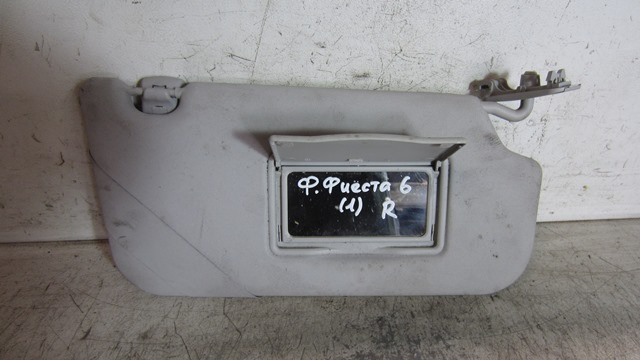 Ф. Фиеста 6
(1) R